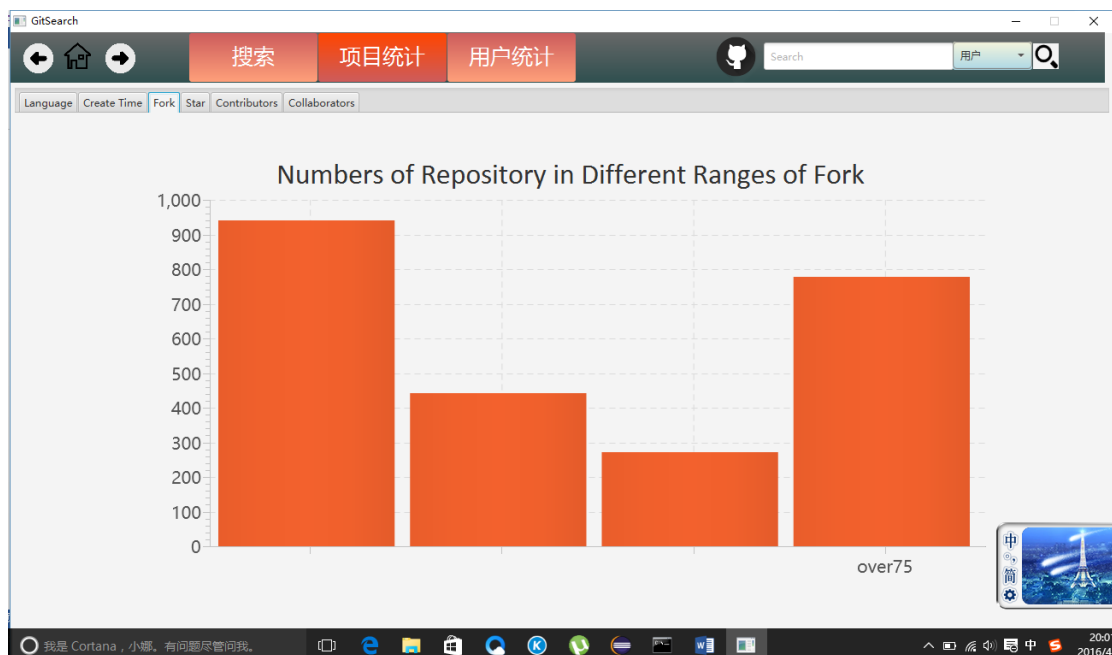 GitSearch
搜索
项目统计
用户统计
Search
用户
Language
Create Time
Fork
Star
Contributors
Collaborators
Numbers of Repository in Different Ranges of Fork
1,000
900
800
700
600
500
400
300
200
100
0
over75
中
简
我是 Cortana，小娜。有问题尽管问我。
中
20:01
2016/4